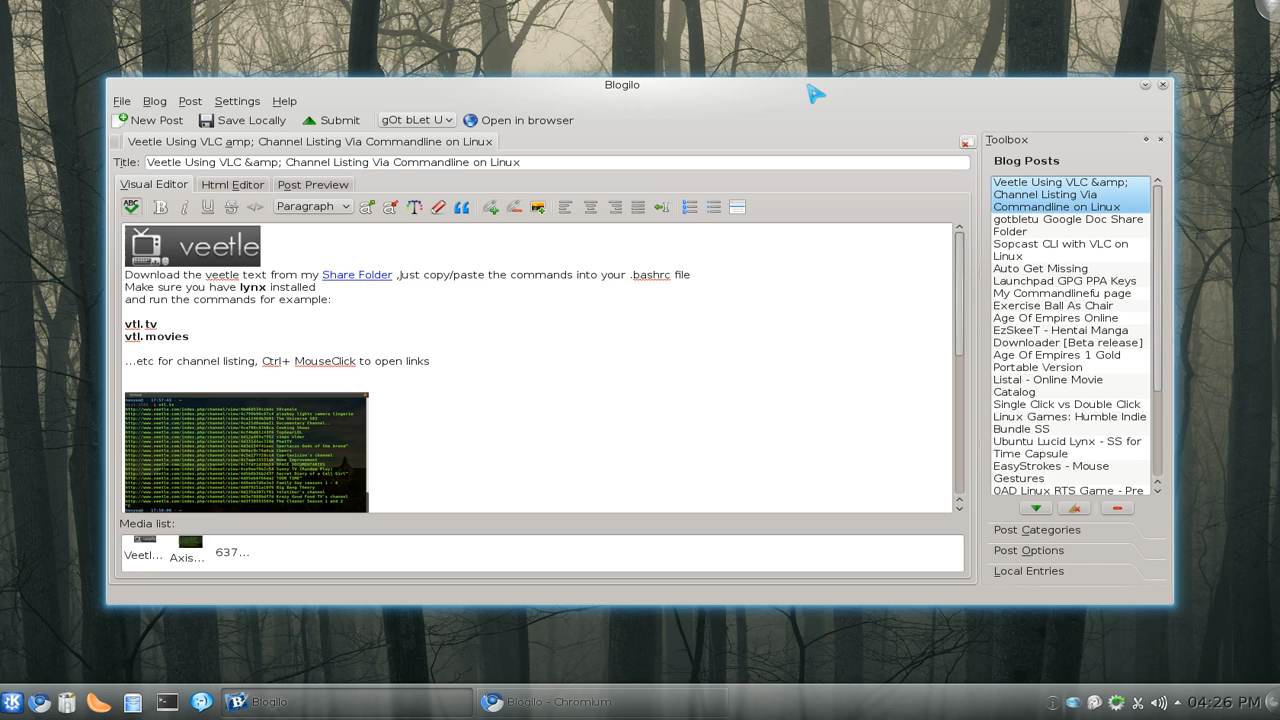 Blogilo
File Blog Post Settings Help
New Post Save Locally Submit gOt bLet U Open in browser
Veetle Using VLC amp; Channel Listing Via Commandline on Linux
Title: Veetle Using VLC &amp; Channel Listing Via Commandline on Linux
Visual Editor Html Editor Post Preview
ABC B i U S Paragraph
veetle
Download the veetle text from my Share Folder ,Just copy/paste the commands into your .bashrc file
Make sure you have lynx installed
and run the commands for example:
vtl.tv
vtl.movies
...etc for channel listing, Ctrl+ MouseClick to open links
Media list:
Veetl...
Axis...
637...
Toolbox
Blog Posts
Veetle Using VLC &amp;
Channel Listing Via
Commandline on Linux
gotbletu Google Doc Share
Folder
Sopcast CLI with VLC on
Linux
Auto Get Missing
Launchpad GPG PPA Keys
My Commandlinefu page
Exercise Ball As Chair
Age Of Empires Online
EzSkeeT - Hentai Manga
Downloader [Beta release]
Age Of Empires 1 Gold
Portable Version
Listal - Online Movie
Catalog
Single Click vs Double Click
Linux Games: Humble Indie
Bundle SS
Ubuntu Lucid Lynx - SS for
Time Capsule
EasyStrokes - Mouse
Gestures
0AD Linux RTS Game - Pre
Post Categories
Post Options
Local Entries
Blogilo
Blogilo - Chromium
04:26 PM